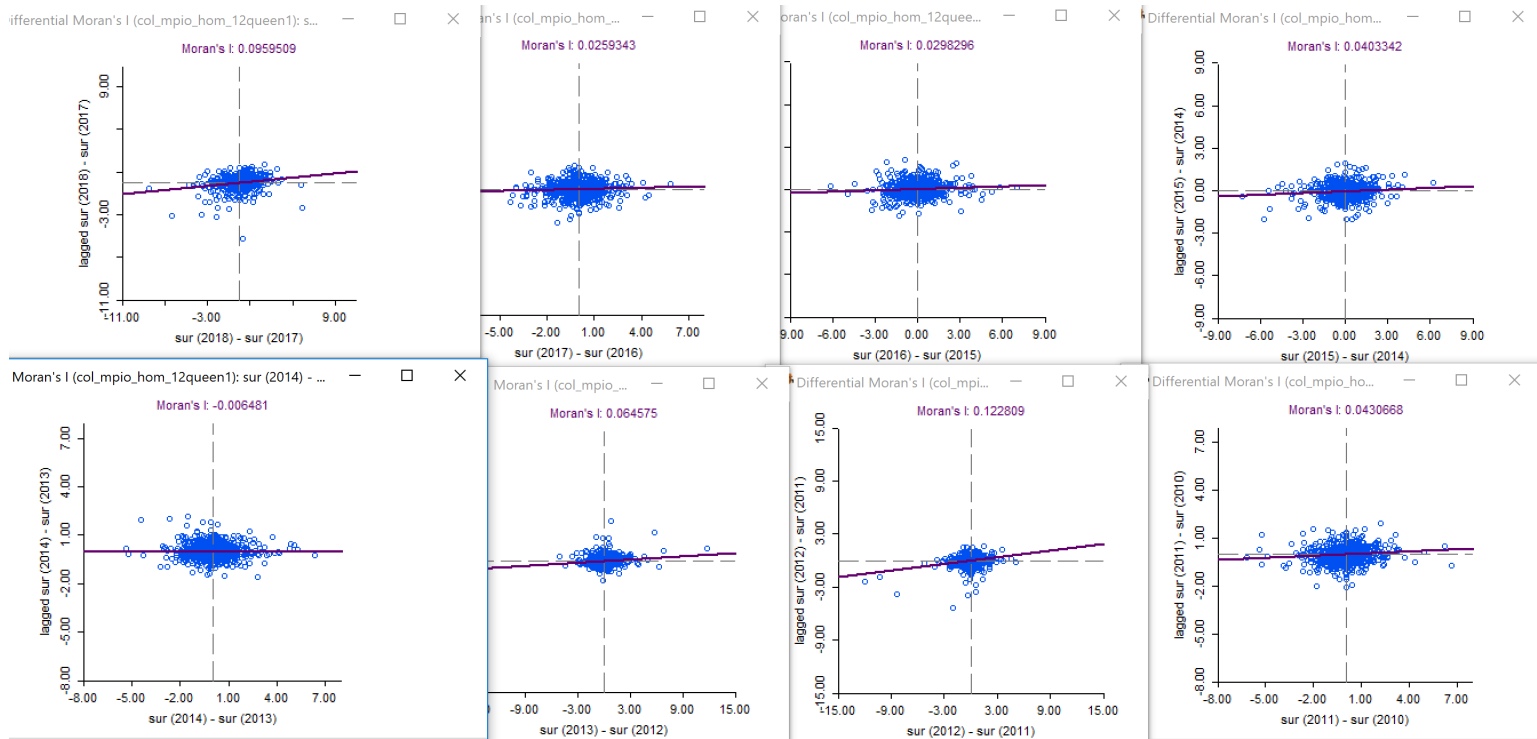 Differential Moran's I (col_mpio_hom_12queen1): s...
Moran's I: 0.0959509
lagged sur (2018) - sur (2017)
9.00
-3.00
-11.00
-11.00 -3.00 9.00
sur (2018) - sur (2017)
an's I (col_mpio_hom_...
Moran's I: 0.0259343
-5.00 -2.00 1.00 4.00 7.00
sur (2017) - sur (2016)
oran's I (col_mpio_hom_12quee...
Moran's I: 0.0298296
9.00 -6.00 -3.00 0.00 3.00 6.00 9.00
sur (2016) - sur (2015)
Differential Moran's I (col_mpio_hom...
Moran's I: 0.0403342
lagged sur (2015) - sur (2014)
9.00
6.00
3.00
0.00
-3.00
-6.00
-9.00
-9.00 -6.00 -3.00 0.00 3.00 6.00 9.00
sur (2015) - sur (2014)
Moran's I (col_mpio_hom_12queen1): sur (2014) - ...
Moran's I: -0.006481
lagged sur (2014) - sur (2013)
7.00
4.00
1.00
-2.00
-5.00
-8.00
-8.00 -5.00 -2.00 1.00 4.00 7.00
sur (2014) - sur (2013)
Moran's I (col_mpio_...
Moran's I: 0.064575
-9.00 -3.00 3.00 9.00 15.00
sur (2013) - sur (2012)
Differential Moran's I (col_mpi...
Moran's I: 0.122809
lagged sur (2012) - sur (2011)
15.00
9.00
3.00
-3.00
-9.00
-15.00
-15.00 -9.00 -3.00 3.00 9.00 15.00
sur (2012) - sur (2011)
Differential Moran's I (col_mpio_ho...
Moran's I: 0.0430668
lagged sur (2011) - sur (2010)
7.00
4.00
1.00
-2.00
-5.00
-8.00
-8.00 -5.00 -2.00 1.00 4.00 7.00
sur (2011) - sur (2010)